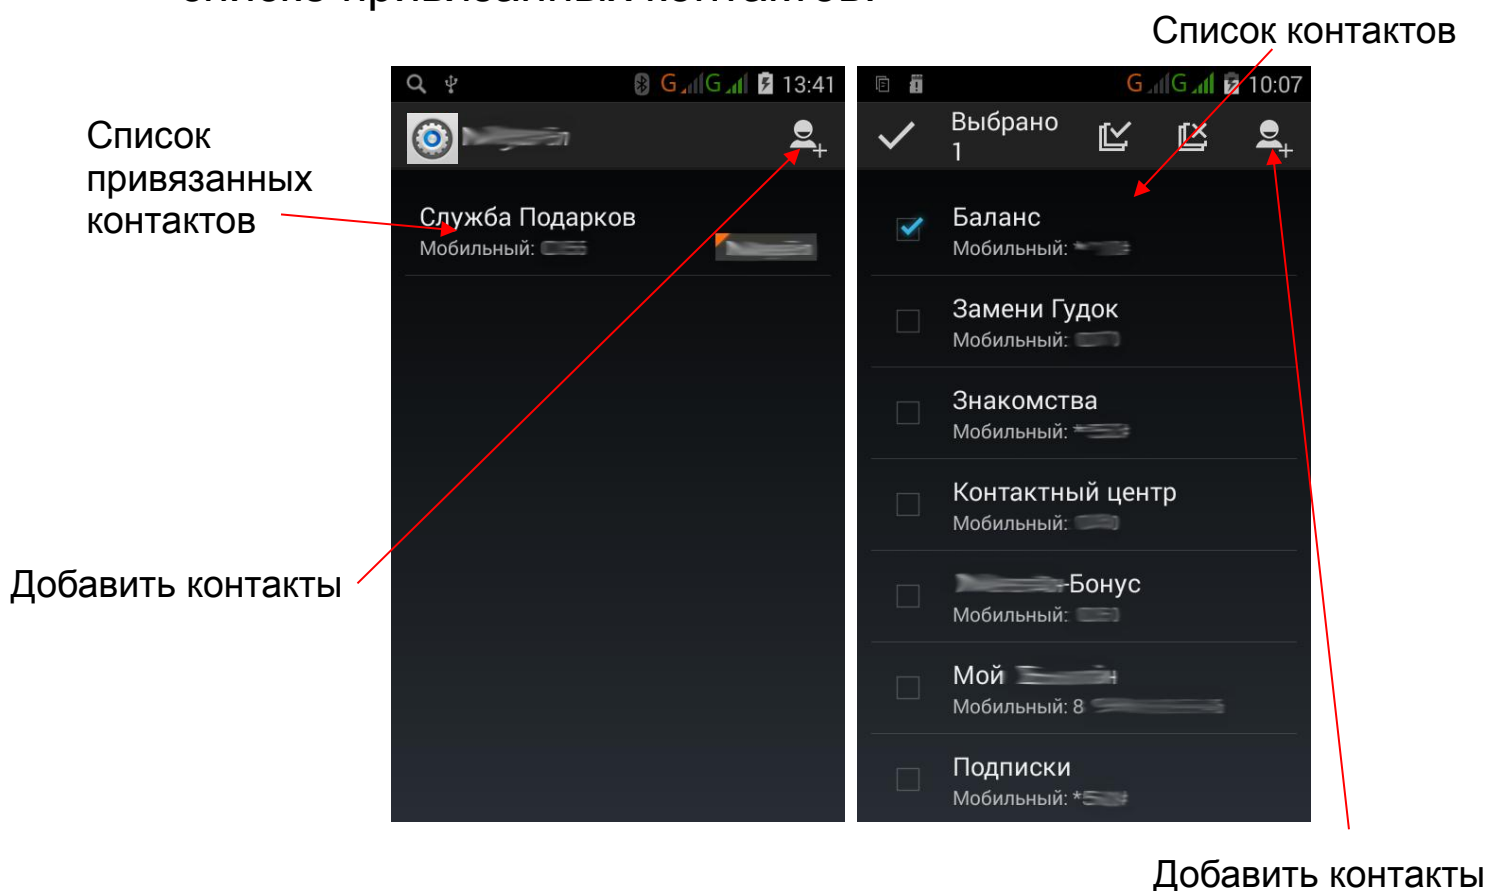 Список контактов
Список
привязанных
контактов
G G 13:41
Служба Подарков
Мобильный:
Добавить контакты
G G 10:07
Выбрано
1
Баланс
Мобильный: *
Замени Гудок
Мобильный:
Знакомства
Мобильный: *
Контактный центр
Мобильный:
-Бонус
Мобильный:
Мой
Мобильный: 8
Подписки
Мобильный: *
Добавить контакты